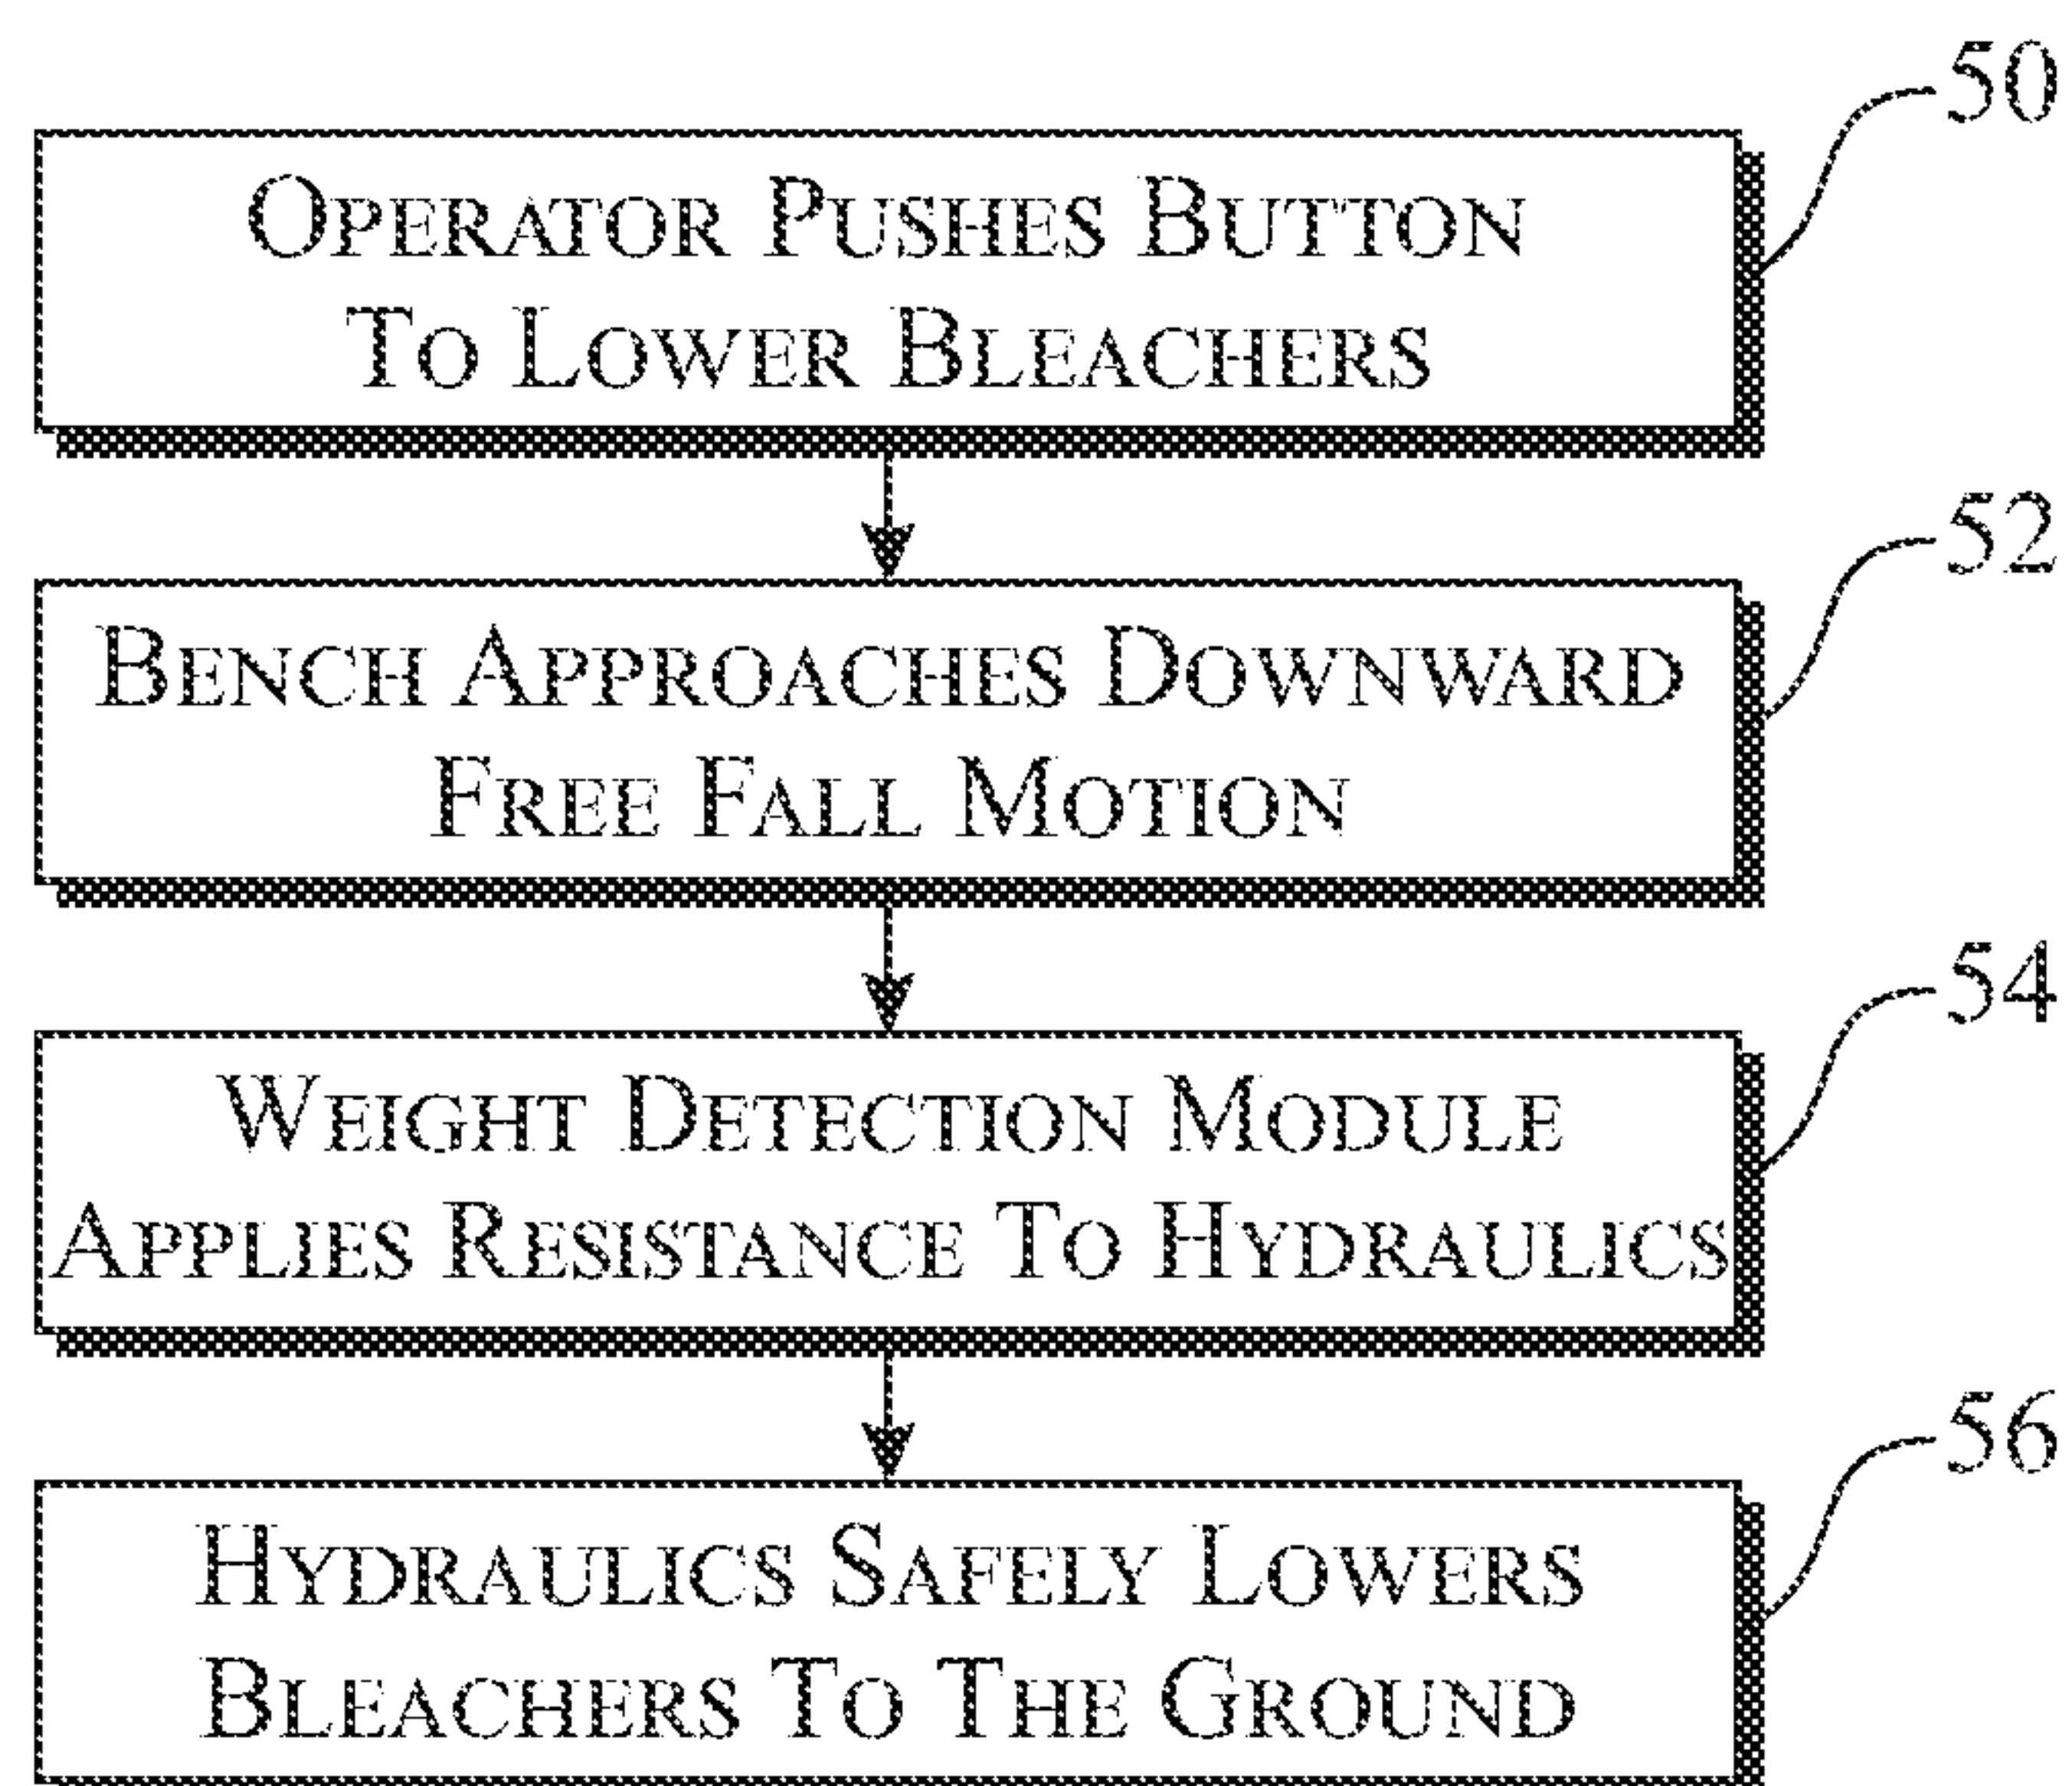 50
OPERATOR PUSHES BUTTON
TO LOWER BLEACHERS
52
BENCH APPROACHES DOWNWARD
FREE FALL MOTION
54
WEIGHT DETECTION MODULE
APPLIES RESISTANCE TO HYDRAULICS
56
HYDRAULICS SAFELY LOWERS
BLEACHERS TO THE GROUND